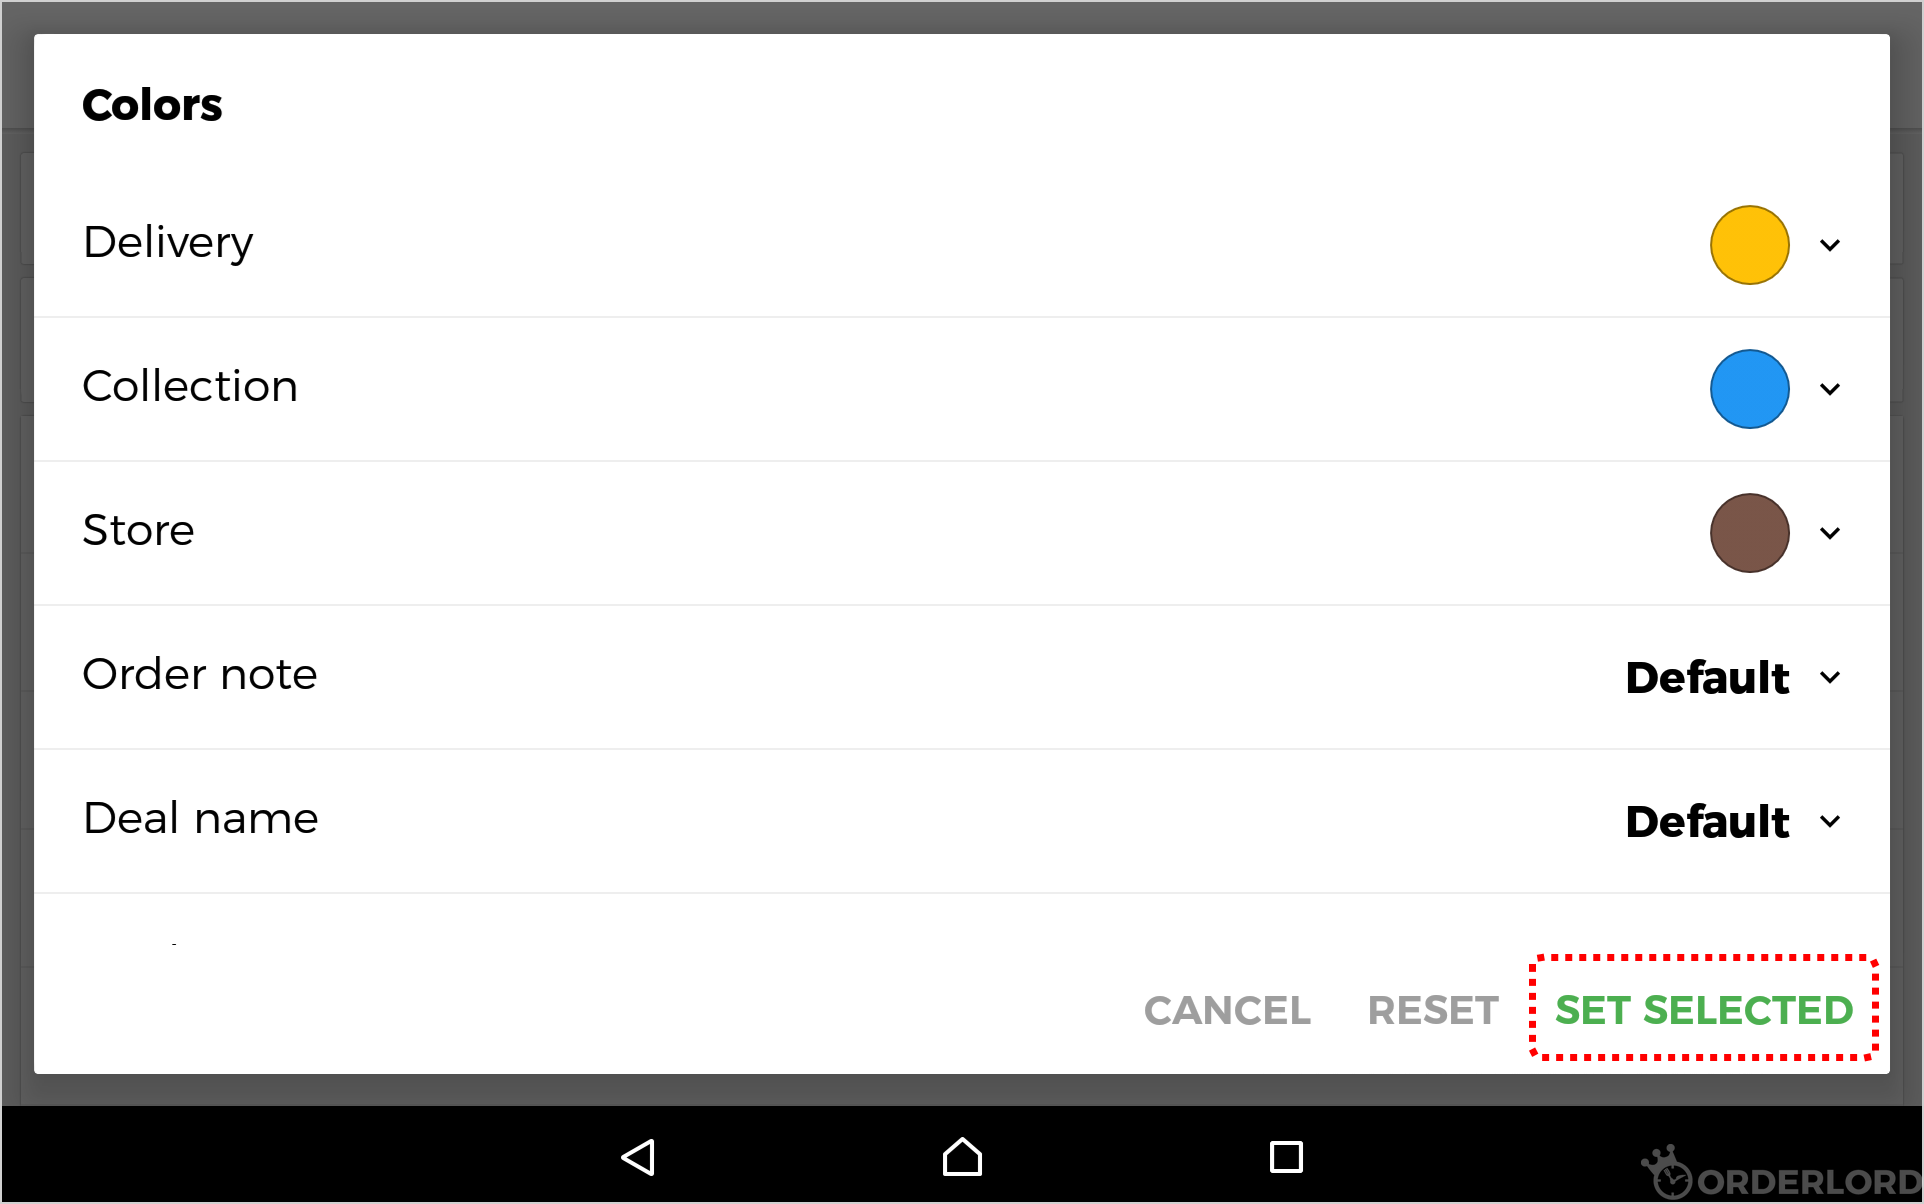 Colors
Delivery
Collection
Store
Order note Default
Deal name Default
CANCEL RESET SET SELECTED
ORDERLORD